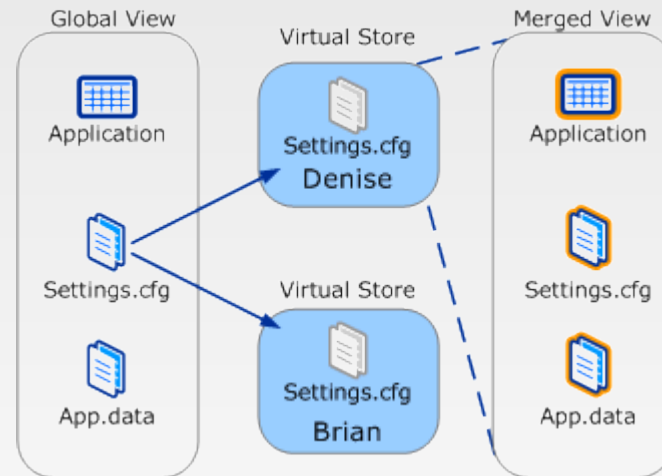 Global View
Application
Settings.cfg
App.data
Virtual Store
Settings.cfg
Denise
Virtual Store
Settings.cfg
Brian
Merged View
Application
Settings.cfg
App.data